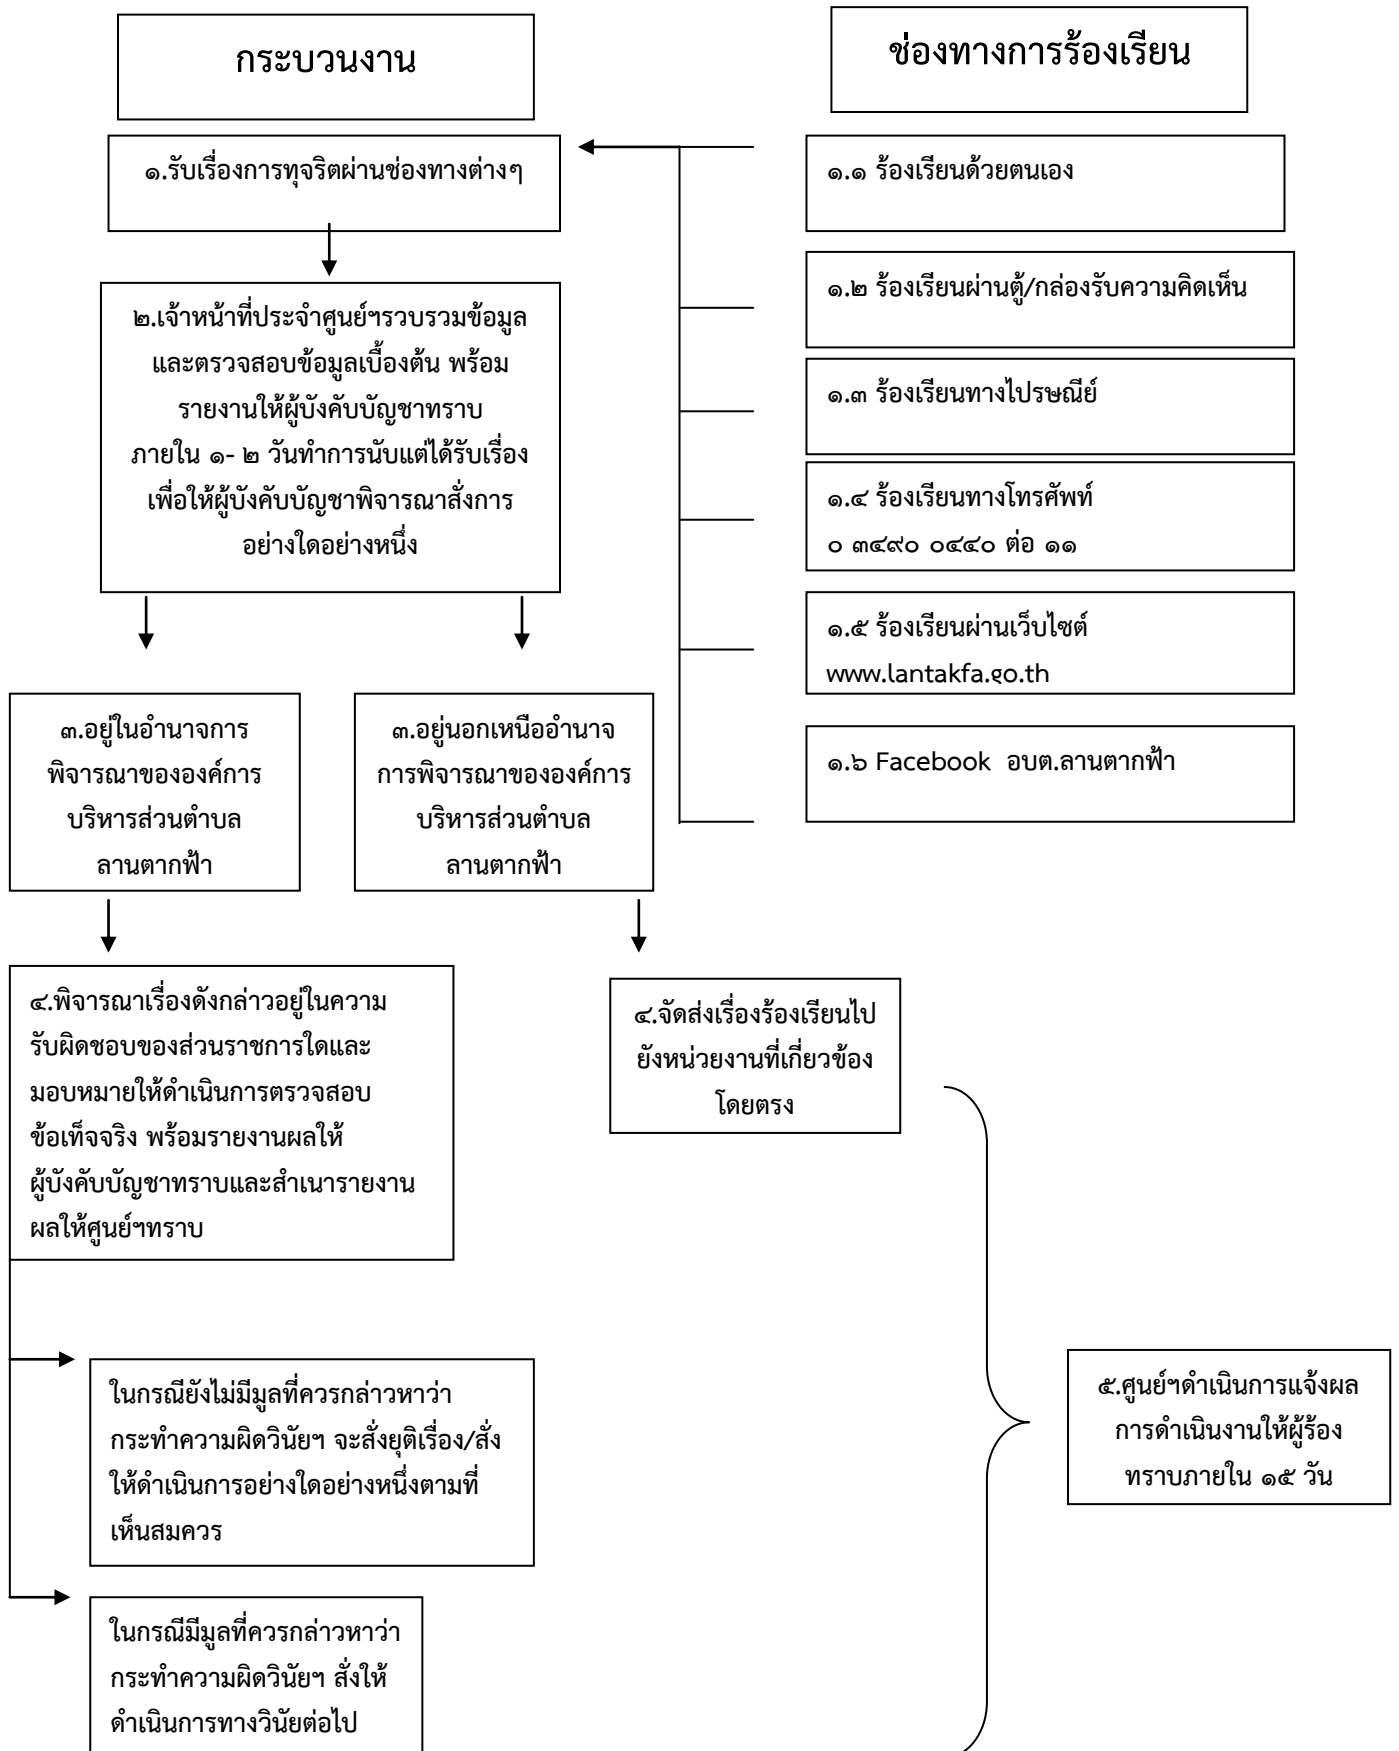 กระบวนงาน
ช่องทางการร้องเรียน
๑.รับเรื่องการทุจริตผ่านช่องทางต่างๆ
๑.๑ ร้องเรียนด้วยตนเอง
๑.๒ ร้องเรียนผ่านตู้/กล่องรับความคิดเห็น
๑.๓ ร้องเรียนทางไปรษณีย์
๑.๔ ร้องเรียนทางโทรศัพท์
๐ ๓๔๙๐ ๐๔๔๐ ต่อ ๑๑
๑.๕ ร้องเรียนผ่านเว็บไซต์
www.lantakfa.go.th
๑.๖ Facebook อบต.ลานตากฟ้า
๒.เจ้าหน้าที่ประจำศูนย์ฯรวบรวมข้อมูล
และตรวจสอบข้อมูลเบื้องต้น พร้อม
รายงานให้ผู้บังคับบัญชาทราบ
ภายใน ๑- ๒ วันทำการนับแต่ได้รับเรื่อง
เพื่อให้ผู้บังคับบัญชาพิจารณาสั่งการ
อย่างใดอย่างหนึ่ง
๓.อยู่ในอำนาจการ
พิจารณาขององค์การ
บริหารส่วนตำบล
ลานตากฟ้า
๓.อยู่นอกเหนืออำนาจ
การพิจารณาขององค์การ
บริหารส่วนตำบล
ลานตากฟ้า
๔.พิจารณาเรื่องดังกล่าวอยู่ในความ
รับผิดชอบของส่วนราชการใดและ
มอบหมายให้ดำเนินการตรวจสอบ
ข้อเท็จจริง พร้อมรายงานผลให้
ผู้บังคับบัญชาทราบและสำเนารายงาน
ผลให้ศูนย์ฯทราบ
๔.จัดส่งเรื่องร้องเรียนไป
ยังหน่วยงานที่เกี่ยวข้อง
โดยตรง
ในกรณียังไม่มีมูลที่ควรกล่าวหาว่า
กระทำความผิดวินัยฯ จะสั่งยุติเรื่อง/สั่ง
ให้ดำเนินการอย่างใดอย่างหนึ่งตามที่
เห็นสมควร
ในกรณีมีมูลที่ควรกล่าวหาว่า
กระทำความผิดวินัยฯ สั่งให้
ดำเนินการทางวินัยต่อไป
๕.ศูนย์ฯดำเนินการแจ้งผล
การดำเนินงานให้ผู้ร้อง
ทราบภายใน ๑๕ วัน